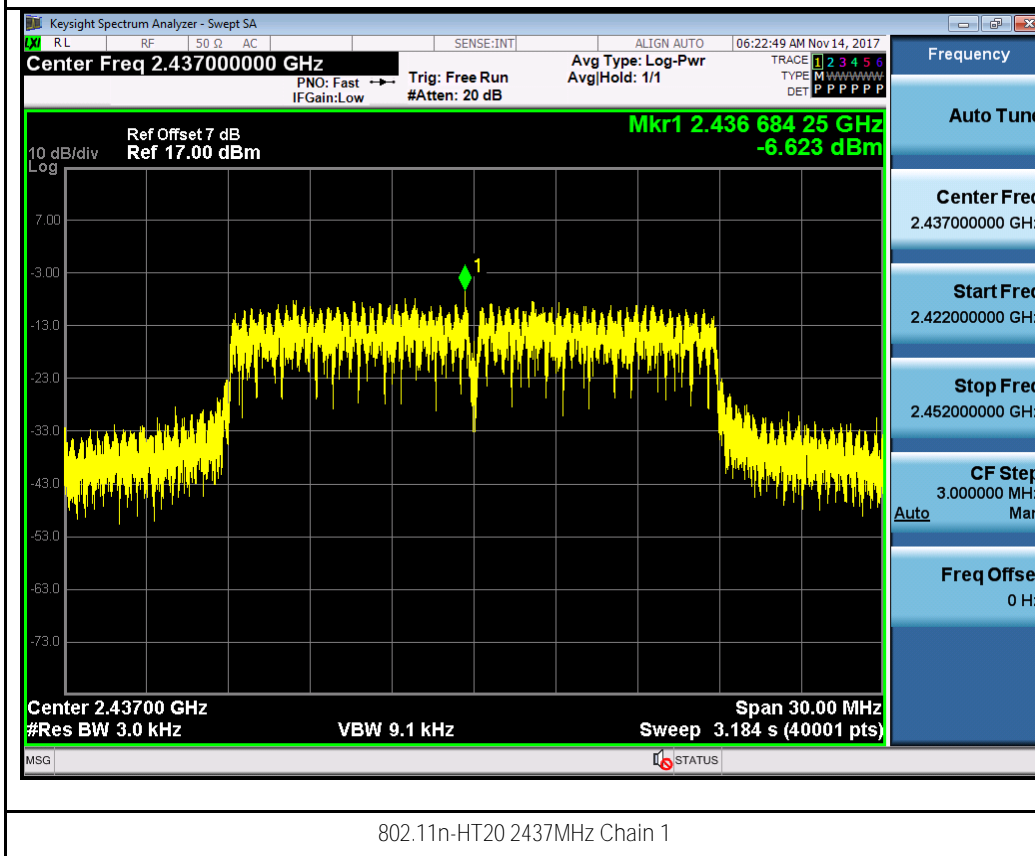 Keysight Spectrum Analyzer - Swept SA
LXI RL RF 50 Ω AC SENSE:INT ALIGN AUTO 06:22:49 AM Nov 14, 2017
Center Freq 2.437000000 GHz
PNO: Fast
IFGain:Low
Trig: Free Run
#Atten: 20 dB
Avg Type: Log-Pwr
Avg|Hold: 1/1
TRACE 1 2 3 4 5 6
TYPE M WWWWW
DET P P P P P P
Ref Offset 7 dB
10 dB/div Ref 17.00 dBm
Log
Mkr1 2.436 684 25 GHz
-6.623 dBm
1
7.00
-3.00
-13.0
-23.0
-33.0
-43.0
-53.0
-63.0
-73.0
Center 2.43700 GHz Span 30.00 MHz
#Res BW 3.0 kHz VBW 9.1 kHz Sweep 3.184 s (40001 pts)
MSG STATUS
Frequency
Auto Tune
Center Freq
2.437000000 GHz
Start Freq
2.422000000 GHz
Stop Freq
2.452000000 GHz
CF Step
3.000000 MHz
Auto Man
Freq Offset
0 Hz
802.11n-HT20 2437MHz Chain 1